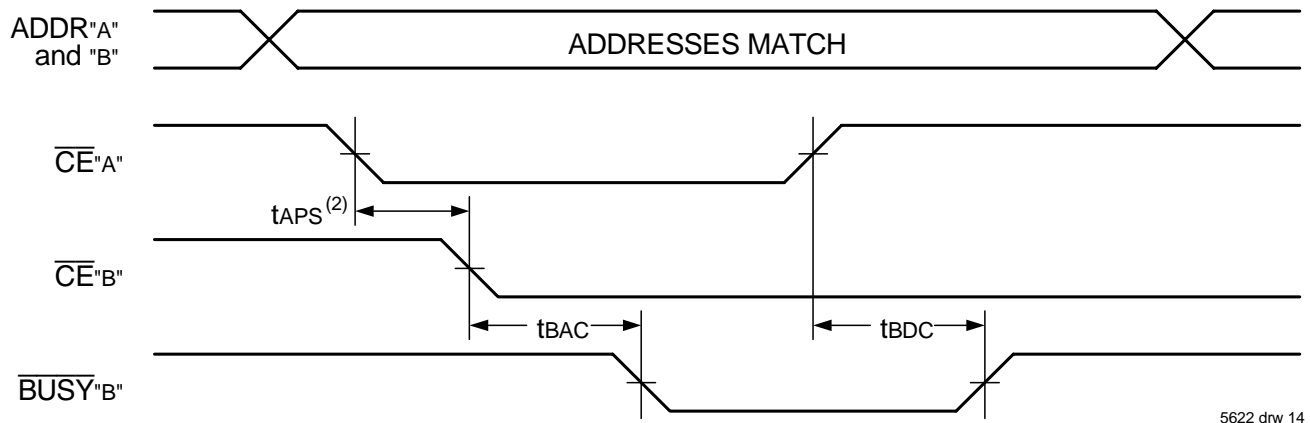 ADDR"A"
and "B"
ADDRESSES MATCH
CE"A"
tAPS(2)
CE"B"
tBAC
tBDC
BUSY"B"
5622 drw 14